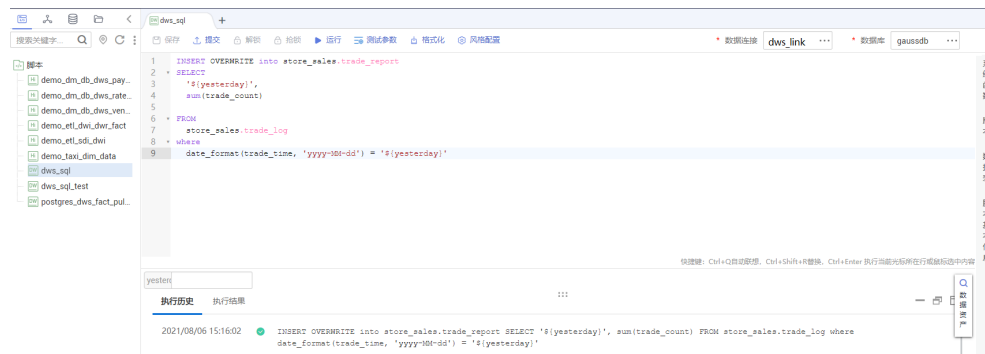 dws_sql
搜索关键字...
保存 提交 解锁 抢锁 运行 测试参数 格式化 风格配置
* 数据连接 dws_link ... * 数据库 gaussdb ...
脚本
demo_dm_db_dws_pay...
demo_dm_db_dws_rate...
demo_dm_db_dws_ven...
demo_etl_dwi_dwr_fact
demo_etl_sdi_dwi
demo_taxi_dim_data
dws_sql
dws_sql_test
postgres_dws_fact_pul...
1 INSERT OVERWRITE into store_sales.trade_report
2 SELECT
3 '${yesterday}',
4 sum(trade_count)
5
6 FROM
7 store_sales.trade_log
8 where
9 date_format(trade_time, 'yyyy-MM-dd') = '${yesterday}'
快捷键：Ctrl+Q自动联想，Ctrl+Shift+R替换，Ctrl+Enter 执行当前光标所在行或鼠标选中内容
执行历史 执行结果
数据资产
2021/08/06 15:16:02 INSERT OVERWRITE into store_sales.trade_report SELECT '${yesterday}', sum(trade_count) FROM store_sales.trade_log where
date_format(trade_time, 'yyyy-MM-dd') = '${yesterday}'